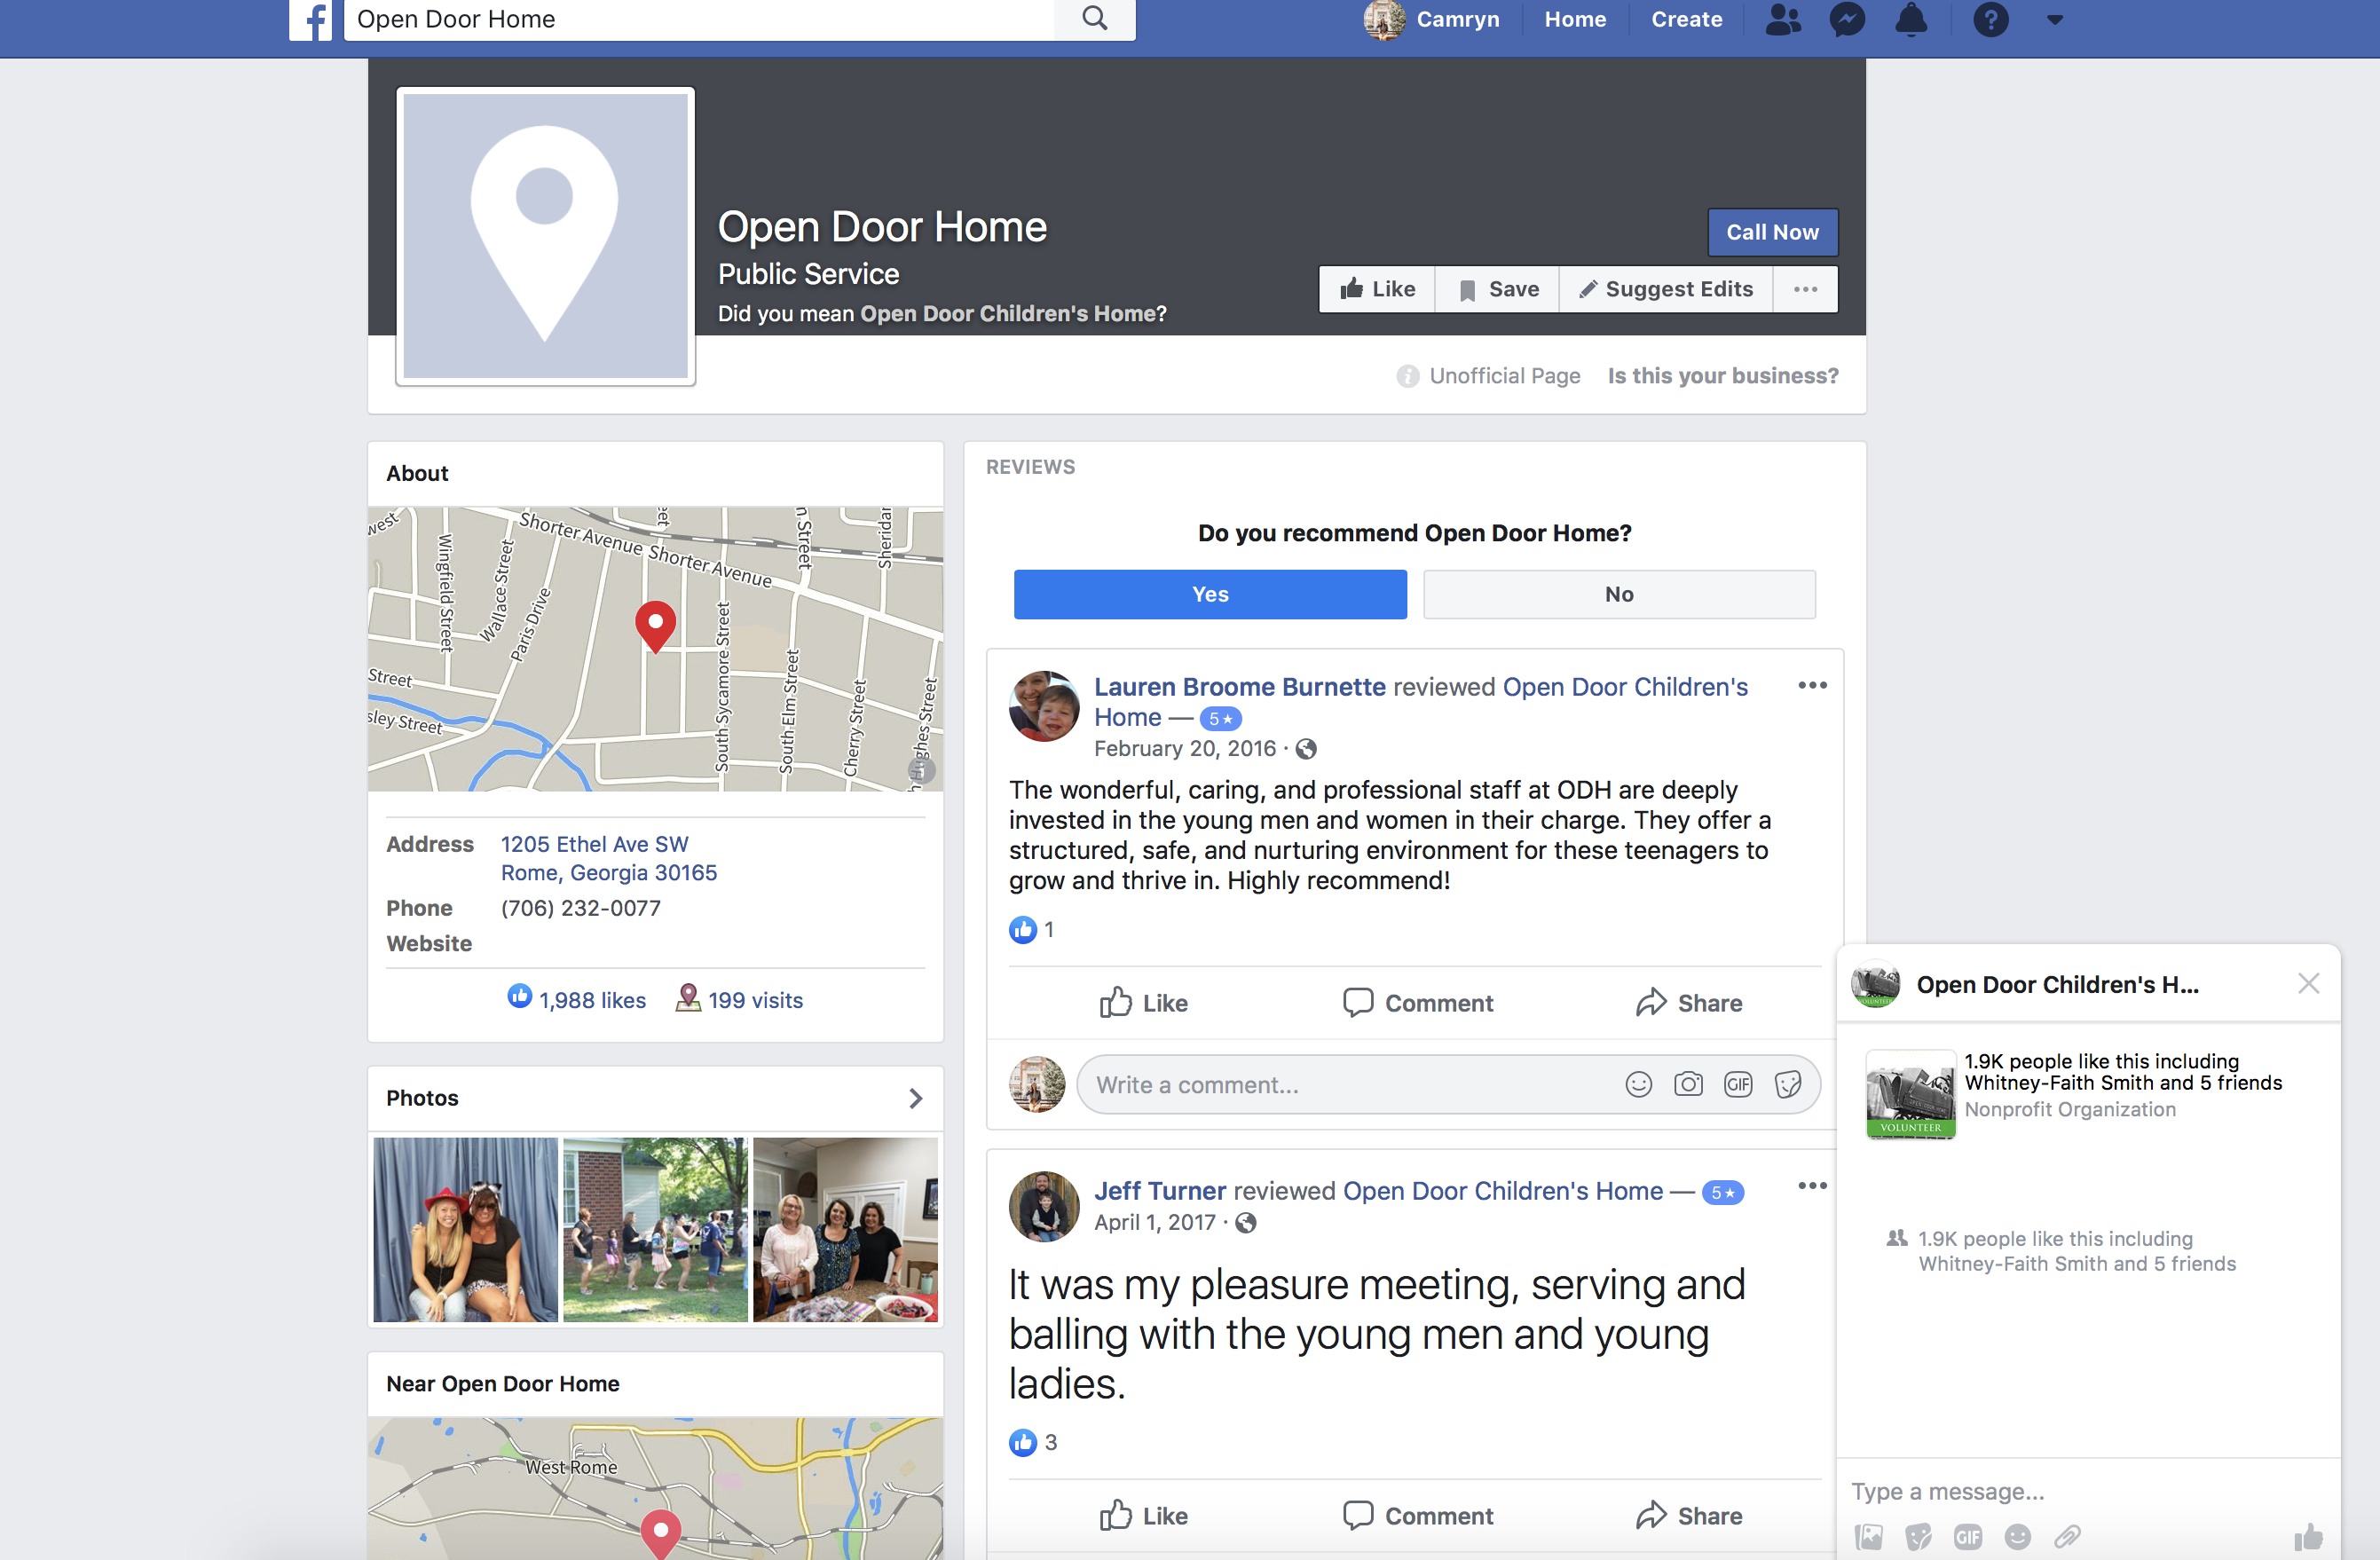 Open Door Home
Camryn
Home
Create
Open Door Home
Public Service
Did you mean Open Door Children's Home?
Call Now
Like
Save
Suggest Edits
Unofficial Page
Is this your business?
About
Shorter Avenue
Shorter Avenue
Wingfield Street
Wallace Street
Paris Drive
South Sycamore Street
South Elm Street
Cherry Street
Hughes Street
Street
Address
1205 Ethel Ave SW
Rome, Georgia 30165
Phone
(706) 232-0077
Website
1,988 likes
199 visits
Photos
Near Open Door Home
West Rome
REVIEWS
Do you recommend Open Door Home?
Yes
No
Lauren Broome Burnette reviewed Open Door Children's
Home — 5★
February 20, 2016 ·
The wonderful, caring, and professional staff at ODH are deeply
invested in the young men and women in their charge. They offer a
structured, safe, and nurturing environment for these teenagers to
grow and thrive in. Highly recommend!
1
Like
Comment
Share
Write a comment...
GIF
Jeff Turner reviewed Open Door Children's Home — 5★
April 1, 2017 ·
It was my pleasure meeting, serving and
balling with the young men and young
ladies.
3
Like
Comment
Share
Open Door Children's H...
VOLUNTEER
1.9K people like this including
Whitney-Faith Smith and 5 friends
Nonprofit Organization
1.9K people like this including
Whitney-Faith Smith and 5 friends
Type a message...
GIF